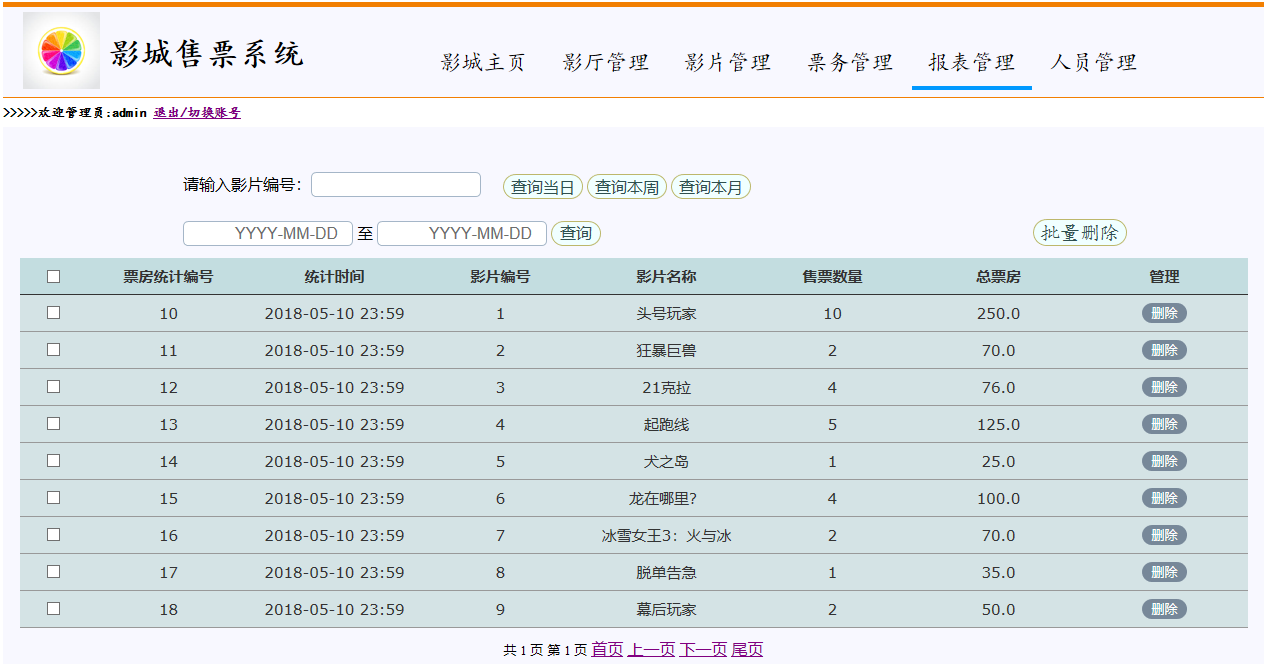 影城售票系统
影城主页 影厅管理 影片管理 票务管理 报表管理 人员管理
>>>>>欢迎管理员:admin 退出/切换账号
请输入影片编号： 查询当日 查询本周 查询本月
YYYY-MM-DD 至 YYYY-MM-DD 查询 批量删除
票房统计编号 统计时间 影片编号 影片名称 售票数量 总票房 管理
10 2018-05-10 23:59 1 头号玩家 10 250.0 删除
11 2018-05-10 23:59 2 狂暴巨兽 2 70.0 删除
12 2018-05-10 23:59 3 21克拉 4 76.0 删除
13 2018-05-10 23:59 4 起跑线 5 125.0 删除
14 2018-05-10 23:59 5 犬之岛 1 25.0 删除
15 2018-05-10 23:59 6 龙在哪里? 4 100.0 删除
16 2018-05-10 23:59 7 冰雪女王3：火与冰 2 70.0 删除
17 2018-05-10 23:59 8 脱单告急 1 35.0 删除
18 2018-05-10 23:59 9 幕后玩家 2 50.0 删除
共1页 第1页 首页 上一页 下一页 尾页